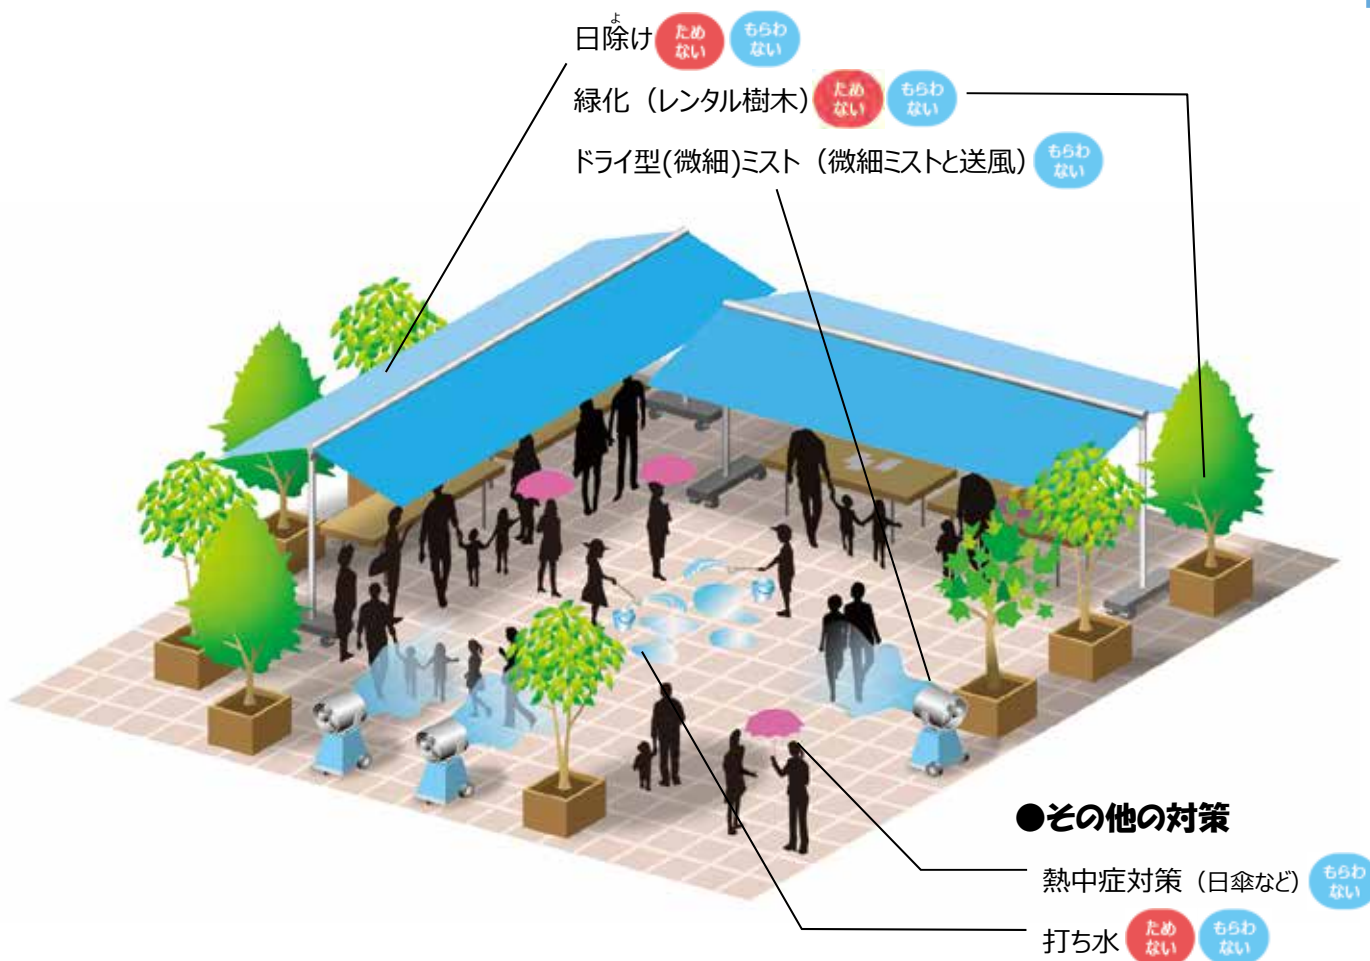 よ
日除け ため ない もらわ ない
緑化（レンタル樹木） ため ない もらわ ない
ドライ型(微細)ミスト（微細ミストと送風） もらわ ない
●その他の対策
熱中症対策（日傘など） もらわ ない
打ち水 ため ない もらわ ない